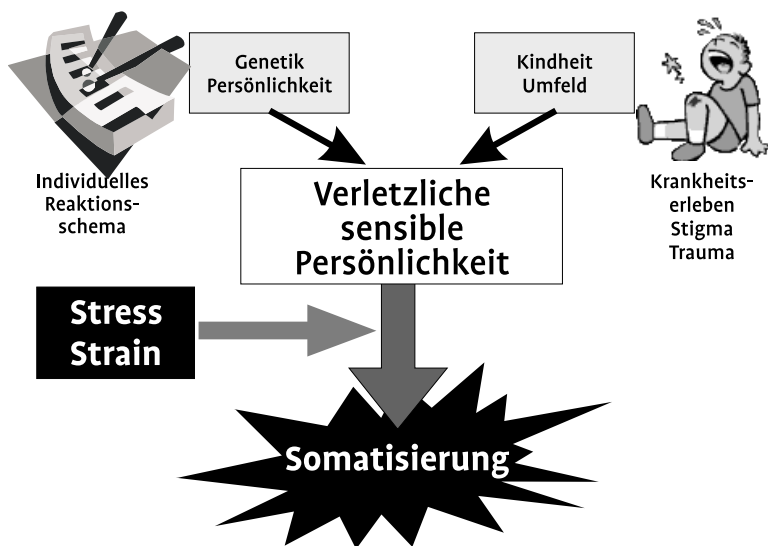 Genetik
Persönlichkeit
Kindheit
Umfeld
Individuelles
Reaktions-
schema
Verletzliche
sensible
Persönlichkeit
Krankheits-
erleben
Stigma
Trauma
Stress
Strain
Somatisierung